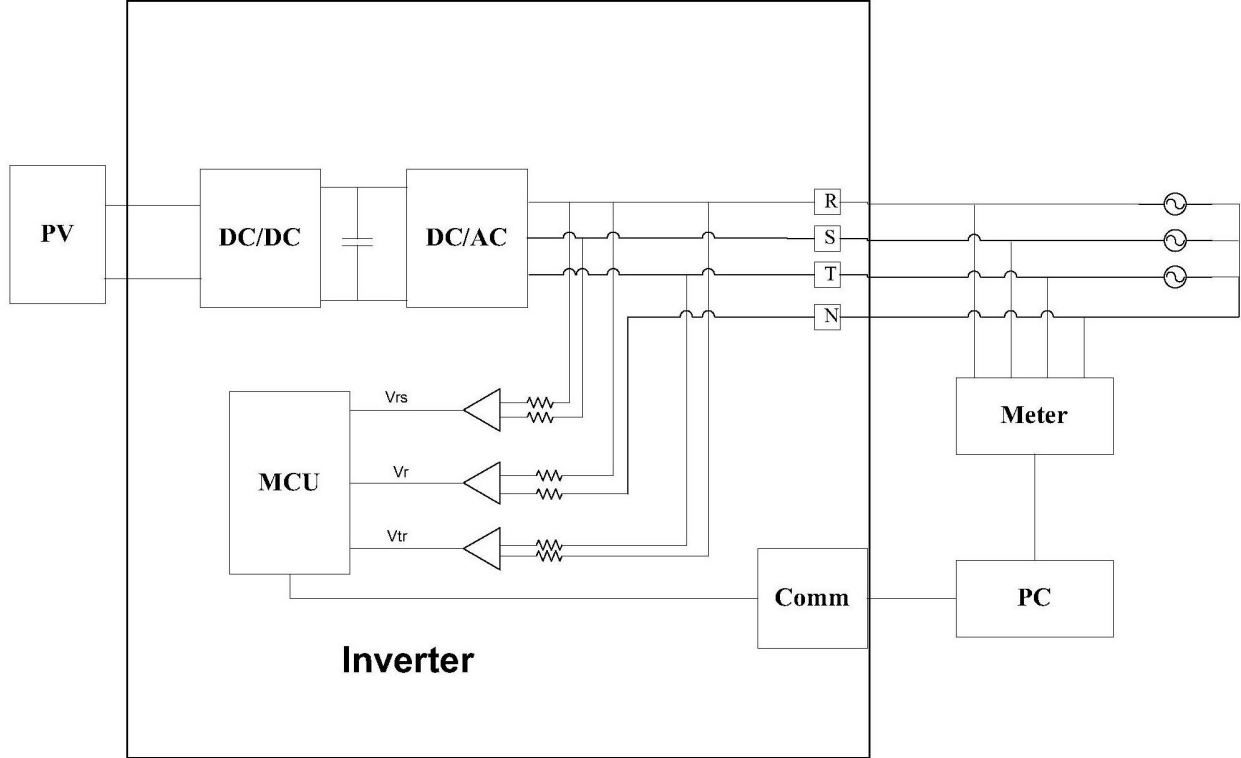 R
PV
DC/DC
DC/AC
S
T
N
Vrs
Meter
MCU
Vr
Vtr
Comm
PC
Inverter